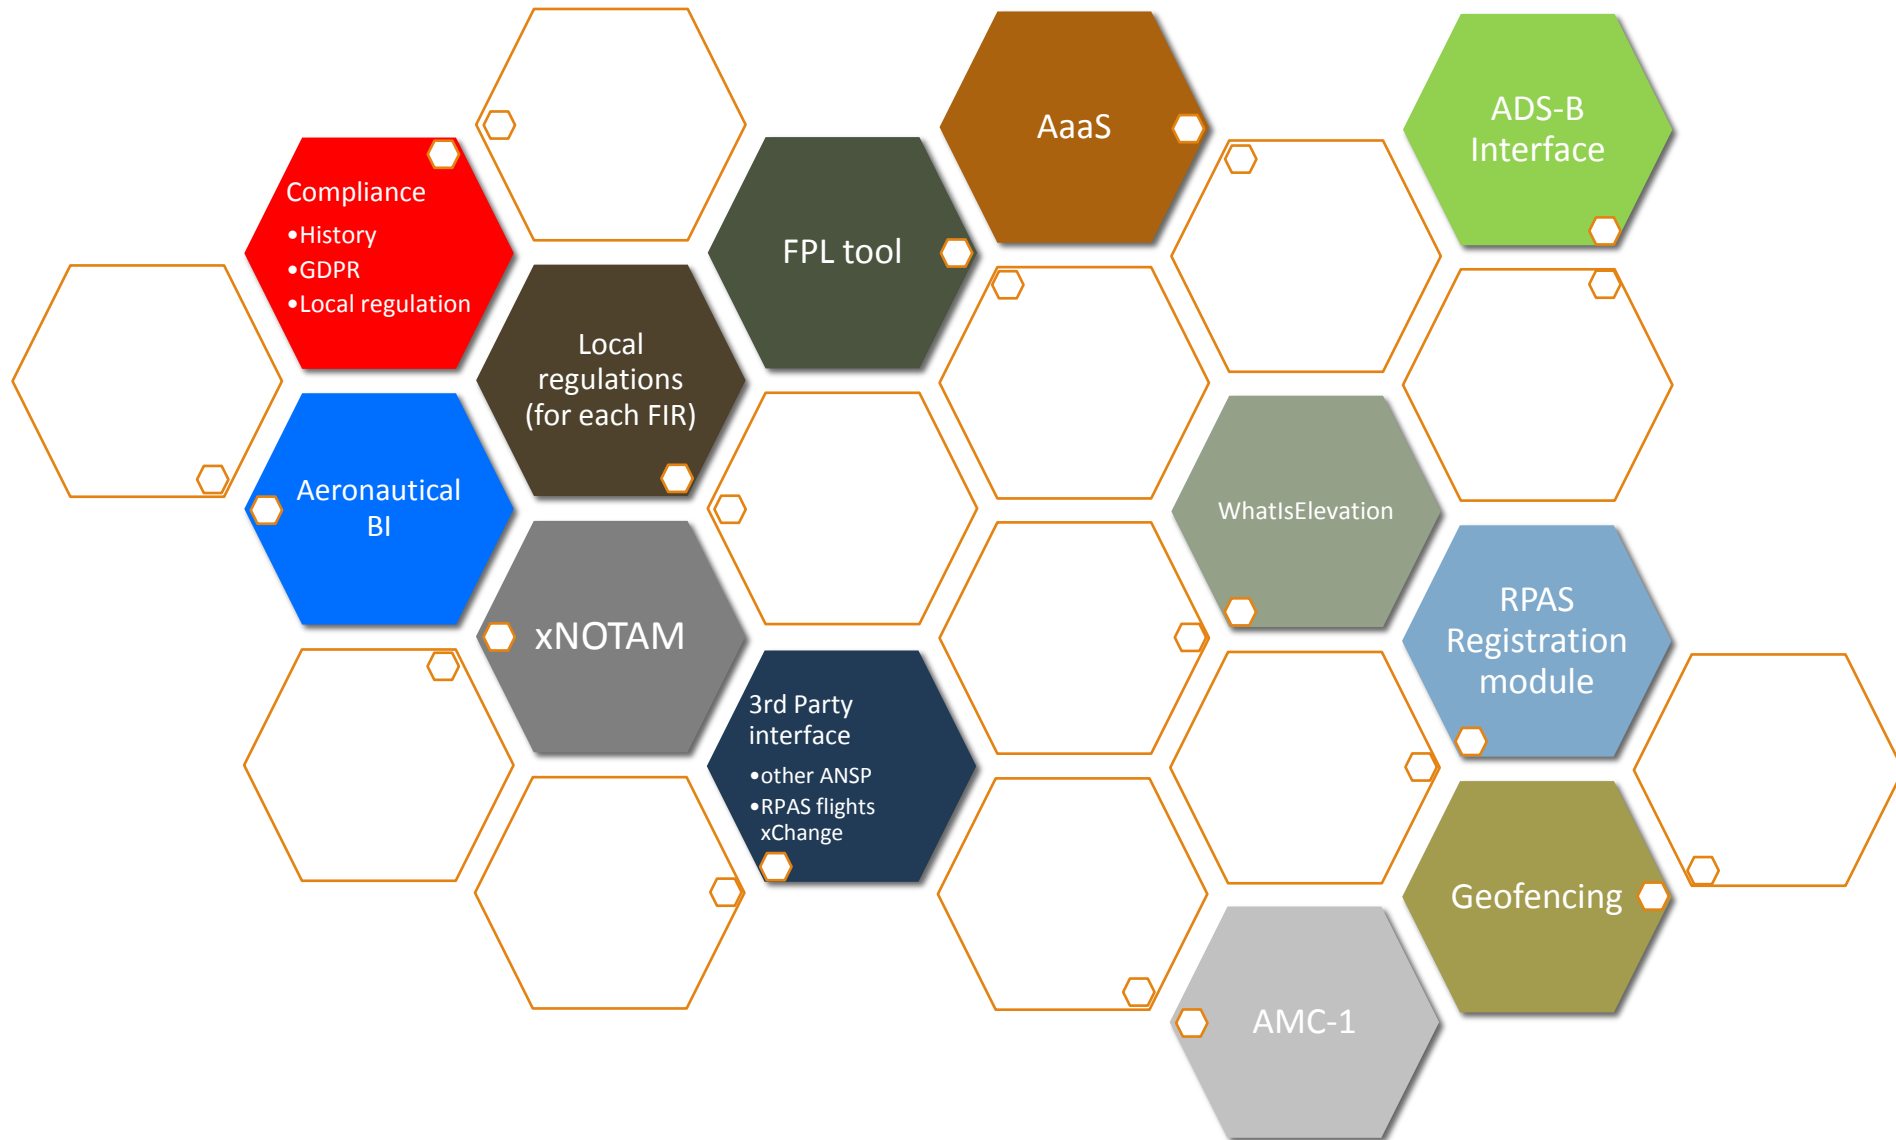 AaaS
ADS-B
Interface
Compliance
•History
•GDPR
•Local regulation
FPL tool
Local
regulations
(for each FIR)
Aeronautical
BI
WhatIsElevation
xNOTAM
RPAS
Registration
module
3rd Party
interface
•other ANSP
•RPAS flights
xChange
Geofencing
AMC-1